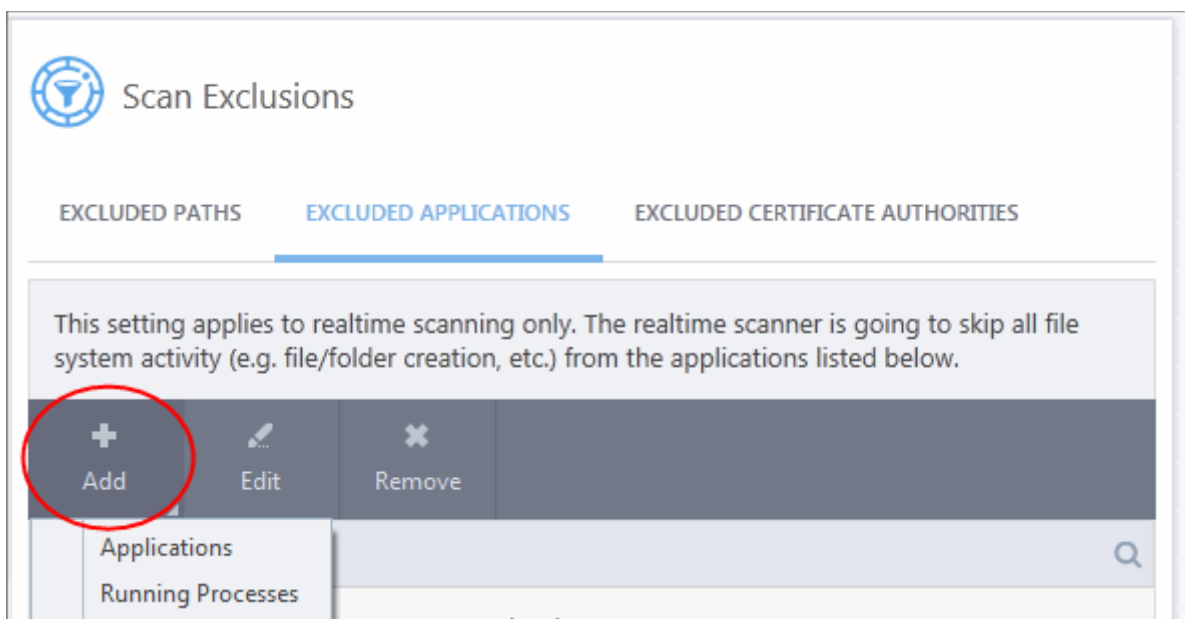 Scan Exclusions
EXCLUDED PATHS EXCLUDED APPLICATIONS EXCLUDED CERTIFICATE AUTHORITIES
This setting applies to realtime scanning only. The realtime scanner is going to skip all file
system activity (e.g. file/folder creation, etc.) from the applications listed below.
Add Edit Remove
Applications
Running Processes